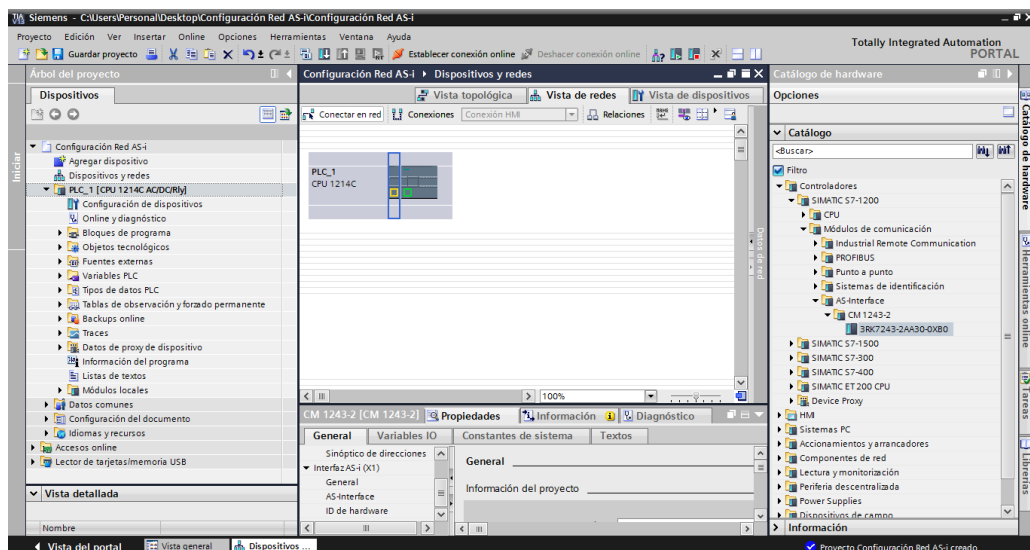 Siemens - C:\Users\Personal\Desktop\Configuración Red AS-i\Configuración Red AS-i
Proyecto Edición Ver Insertar Online Opciones Herramientas Ventana Ayuda
Totally Integrated Automation
PORTAL
Guardar proyecto
Establecer conexión online
Deshacer conexión online
Árbol del proyecto
Dispositivos
Iniciar
Configuración Red AS-i
Agregar dispositivo
Dispositivos y redes
PLC_1 [CPU 1214C AC/DC/Rly]
Configuración de dispositivos
Online y diagnóstico
Bloques de programa
Objetos tecnológicos
Fuentes externas
Variables PLC
Tipos de datos PLC
Tablas de observación y forzado permanente
Backups online
Traces
Datos de proxy de dispositivo
Información del programa
Listas de textos
Módulos locales
Datos comunes
Configuración del documento
Idiomas y recursos
Accesos online
Lector de tarjetas/memoria USB
Vista detallada
Nombre
Configuración Red AS-i
Dispositivos y redes
Vista topológica
Vista de redes
Vista de dispositivos
Conectar en red
Conexiones
Conexión HMI
Relaciones
PLC_1
CPU 1214C
Datos de red
100%
CM 1243-2 [CM 1243-2]
Propiedades
Información
Diagnóstico
General
Variables IO
Constantes de sistema
Textos
Sinóptico de direcciones
Interfaz AS-i (X1)
General
AS-Interface
ID de hardware
General
Información del proyecto
Catálogo de hardware
Opciones
Catálogo
<Buscar>
Filtro
Controladores
SIMATIC S7-1200
CPU
Módulos de comunicación
Industrial Remote Communication
PROFIBUS
Punto a punto
Sistemas de identificación
AS-Interface
CM 1243-2
3RK7243-2AA30-0XB0
SIMATIC S7-1500
SIMATIC S7-300
SIMATIC S7-400
SIMATIC ET 200 CPU
Device Proxy
HMI
Sistemas PC
Accionamientos y arrancadores
Componentes de red
Lectura y monitorización
Periferia descentralizada
Power Supplies
Dispositivos de campo
Información
Catálogo de hardware
Herramientas online
Tareas
Librerías
Vista del portal
Vista general
Dispositivos ...
Proyecto Configuración Red AS-i creado